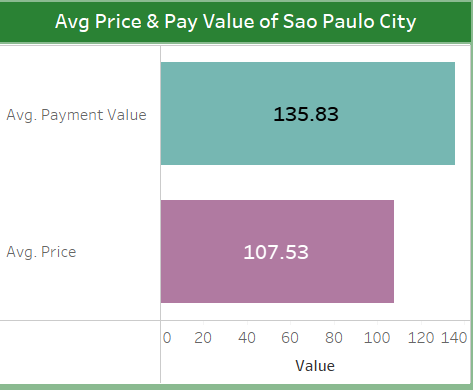 Avg Price & Pay Value of Sao Paulo City
Avg. Payment Value
135.83
Avg. Price
107.53
0 20 40 60 80 100 120 140
Value